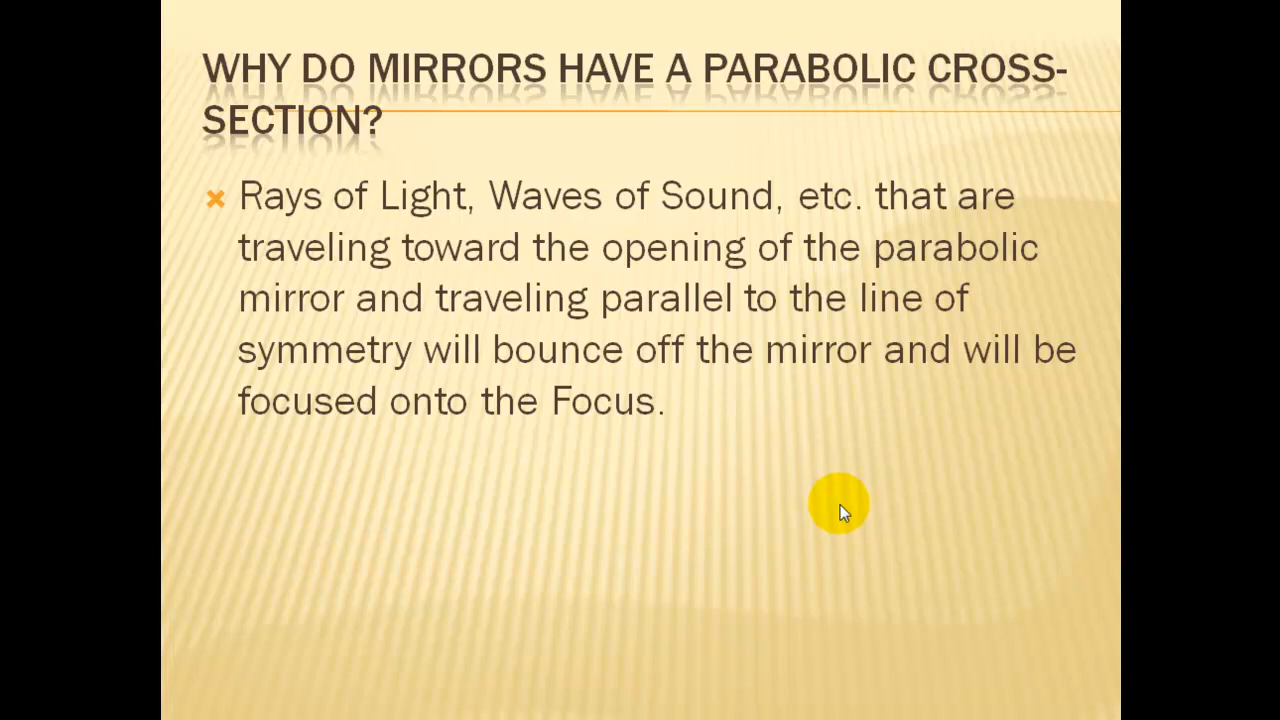 WHY DO MIRRORS HAVE A PARABOLIC CROSS-
SECTION?
Rays of Light, Waves of Sound, etc. that are
traveling toward the opening of the parabolic
mirror and traveling parallel to the line of
symmetry will bounce off the mirror and will be
focused onto the Focus.